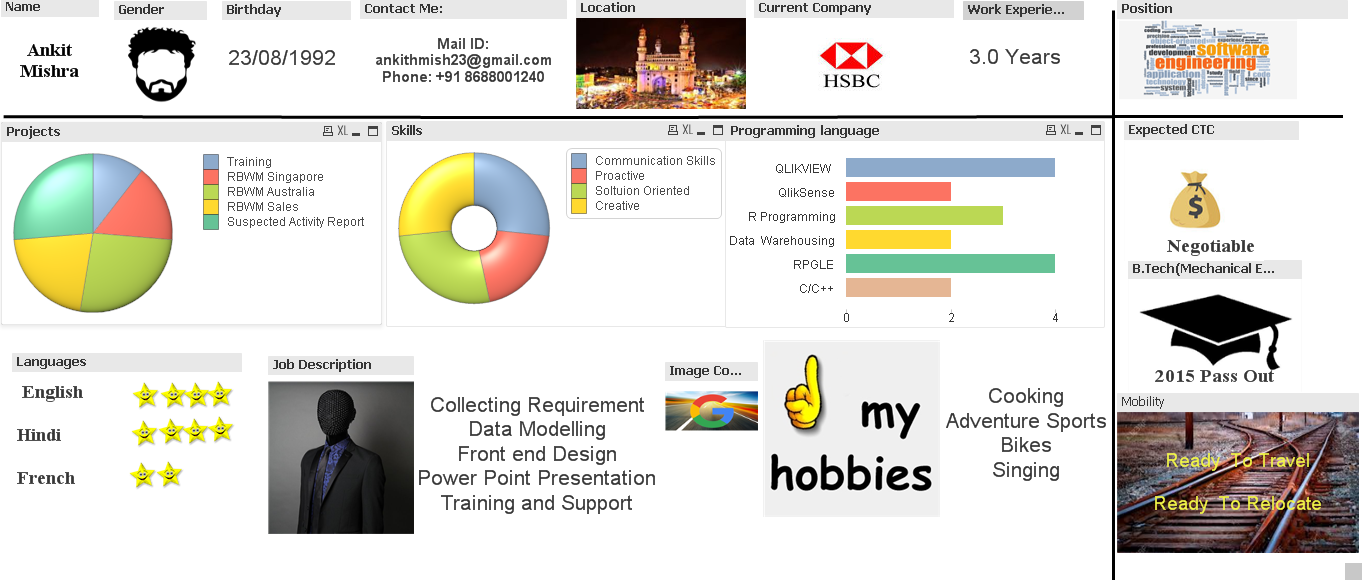 Name
Gender
Birthday
Contact Me:
Location
Current Company
Work Experie...
Position
Ankit
Mishra
23/08/1992
Mail ID:
ankithmish23@gmail.com
Phone: +91 8688001240
HSBC
3.0 Years
development
software
engineering
application
technology
system
Projects
XL
Training
RBWM Singapore
RBWM Australia
RBWM Sales
Suspected Activity Report
Skills
XL
Communication Skills
Proactive
Soltuion Oriented
Creative
Programming language
XL
QLIKVIEW
QlikSense
R Programming
Data Warehousing
RPGLE
C/C++
0
2
4
Expected CTC
$
Negotiable
B.Tech(Mechanical E...
2015 Pass Out
Mobility
Ready To Travel
Ready To Relocate
Languages
English
Hindi
French
Job Description
Collecting Requirement
Data Modelling
Front end Design
Power Point Presentation
Training and Support
Image Co...
G
my
hobbies
Cooking
Adventure Sports
Bikes
Singing